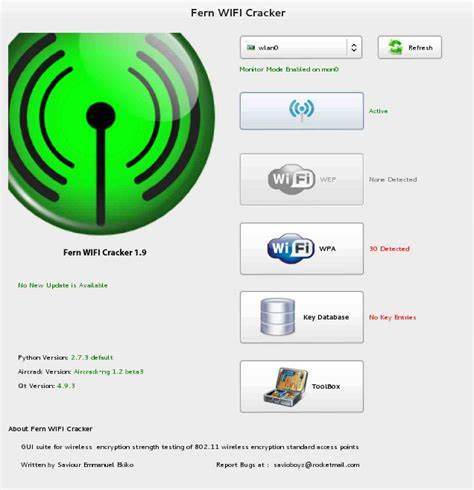 Fern WIFI Cracker
wlan0
Refresh
Monitor Mode Enabled on mon0
Active
WiFi WEP
None Detected
Fern WIFI Cracker 1.9
WiFi WPA
30 Detected
No New Update is Available
Key Database
No Key Entries
Python Version: 2.7.3 default
Aircrack Version: Aircrack-ng 1.2 beta3
Qt Version: 4.9.3
ToolBox
About Fern WIFI Cracker
GUI suite for wireless encryption strength testing of 802.11 wireless encryption standard access points
Written by Saviour Emmanuel Ekiko
Report Bugs at : savioboyz@rocketmail.com